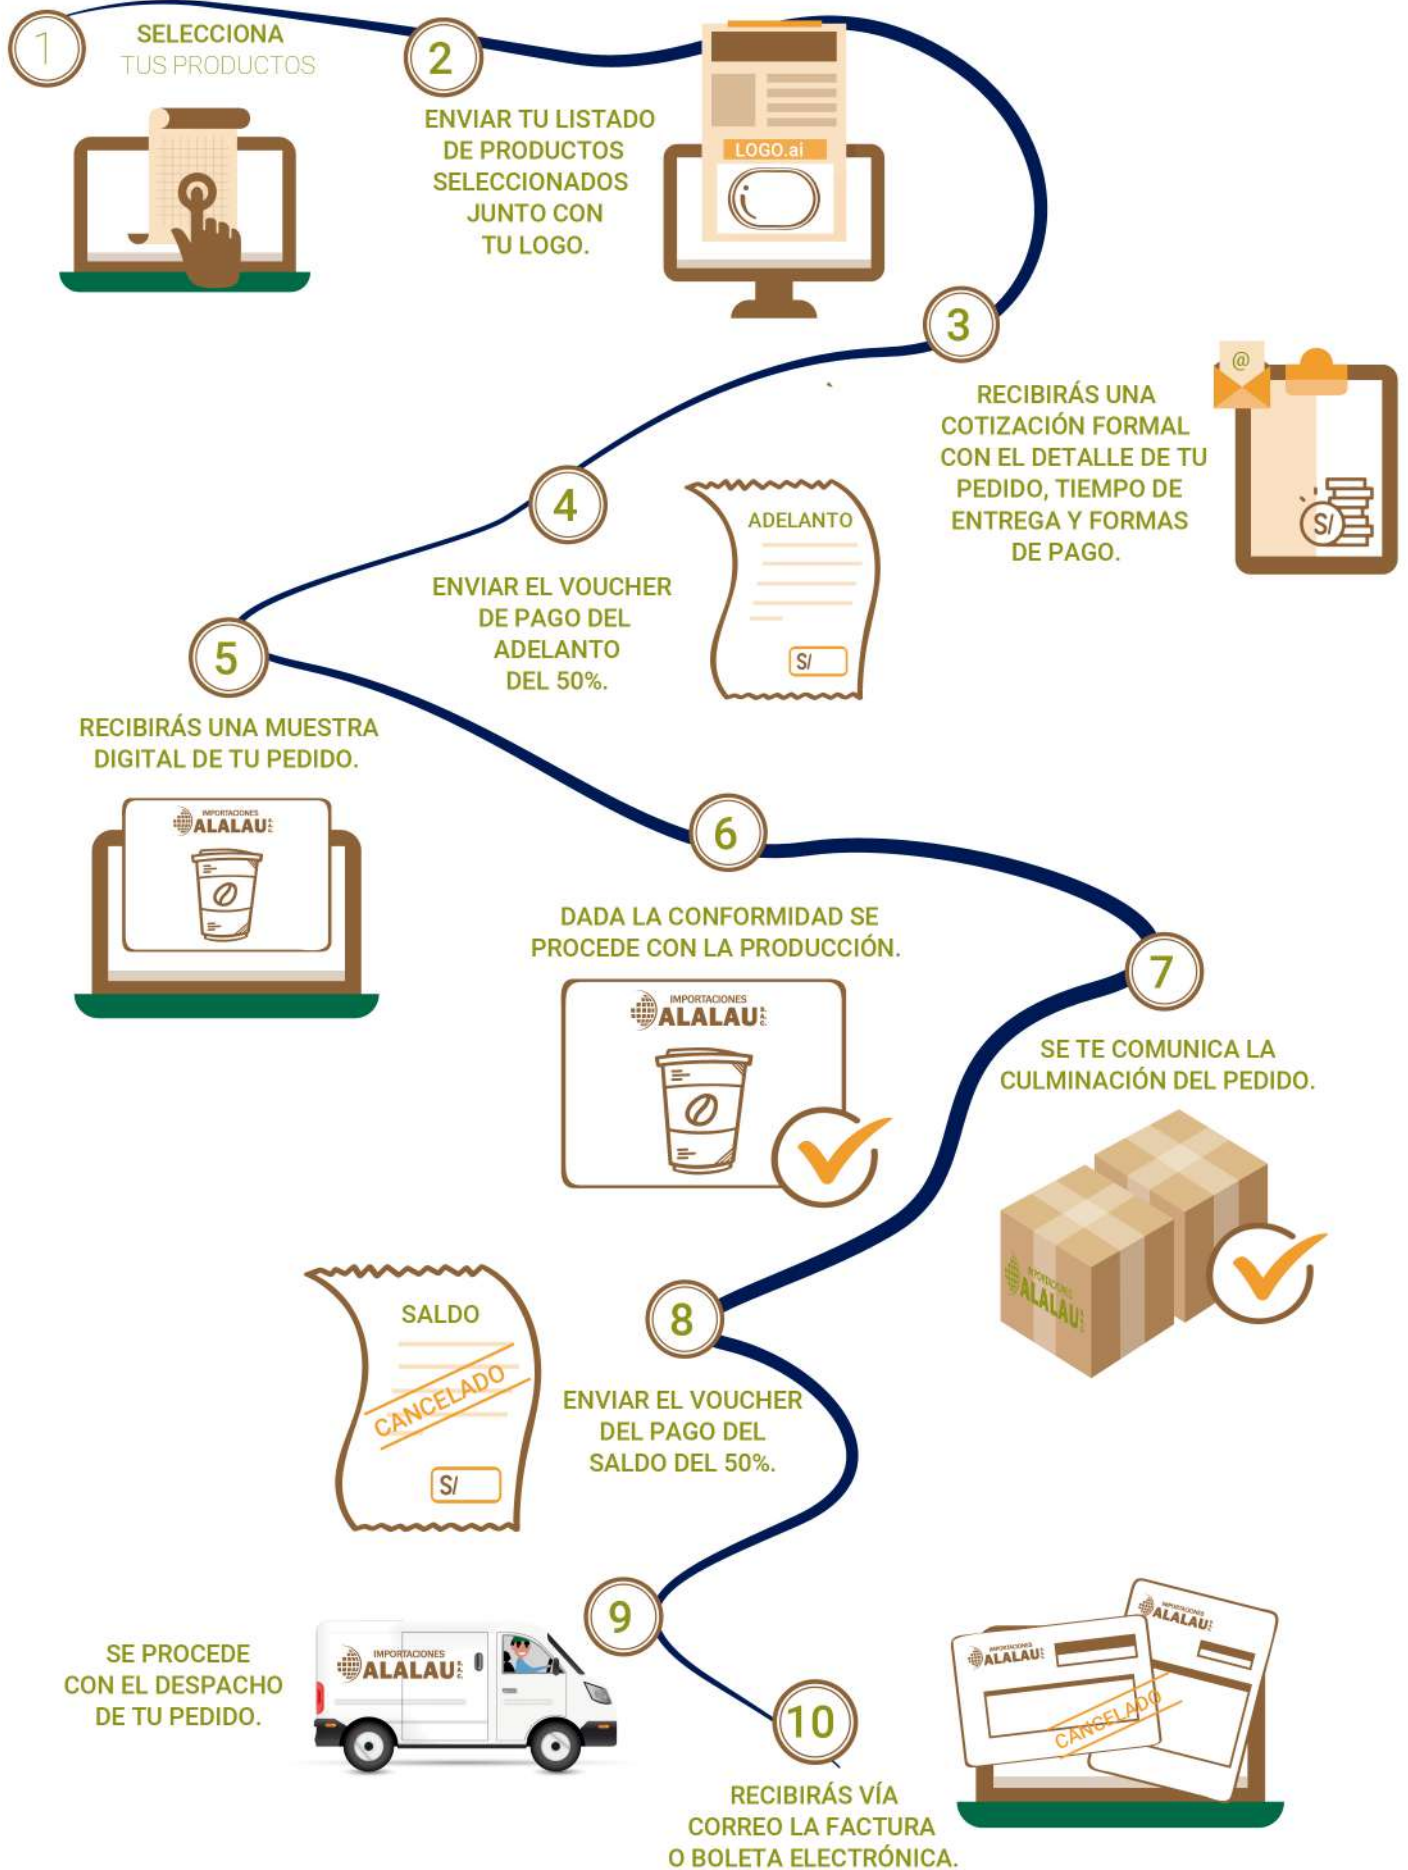 1
SELECCIONA
TUS PRODUCTOS
2
ENVIAR TU LISTADO
DE PRODUCTOS
SELECCIONADOS
JUNTO CON
TU LOGO.
LOGO.ai
3
RECIBIRÁS UNA
COTIZACIÓN FORMAL
CON EL DETALLE DE TU
PEDIDO, TIEMPO DE
ENTREGA Y FORMAS
DE PAGO.
@
S/
4
ENVIAR EL VOUCHER
DE PAGO DEL
ADELANTO
DEL 50%.
ADELANTO
S/
5
RECIBIRÁS UNA MUESTRA
DIGITAL DE TU PEDIDO.
IMPORTACIONES
ALALAU S.A.C.
6
DADA LA CONFORMIDAD SE
PROCEDE CON LA PRODUCCIÓN.
IMPORTACIONES
ALALAU S.A.C.
7
SE TE COMUNICA LA
CULMINACIÓN DEL PEDIDO.
IMPORTACIONES
ALALAU S.A.C.
8
ENVIAR EL VOUCHER
DEL PAGO DEL
SALDO DEL 50%.
SALDO
CANCELADO
S/
9
SE PROCEDE
CON EL DESPACHO
DE TU PEDIDO.
IMPORTACIONES
ALALAU S.A.C.
10
RECIBIRÁS VÍA
CORREO LA FACTURA
O BOLETA ELECTRÓNICA.
IMPORTACIONES
ALALAU S.A.C.
IMPORTACIONES
ALALAU S.A.C.
CANCELADO